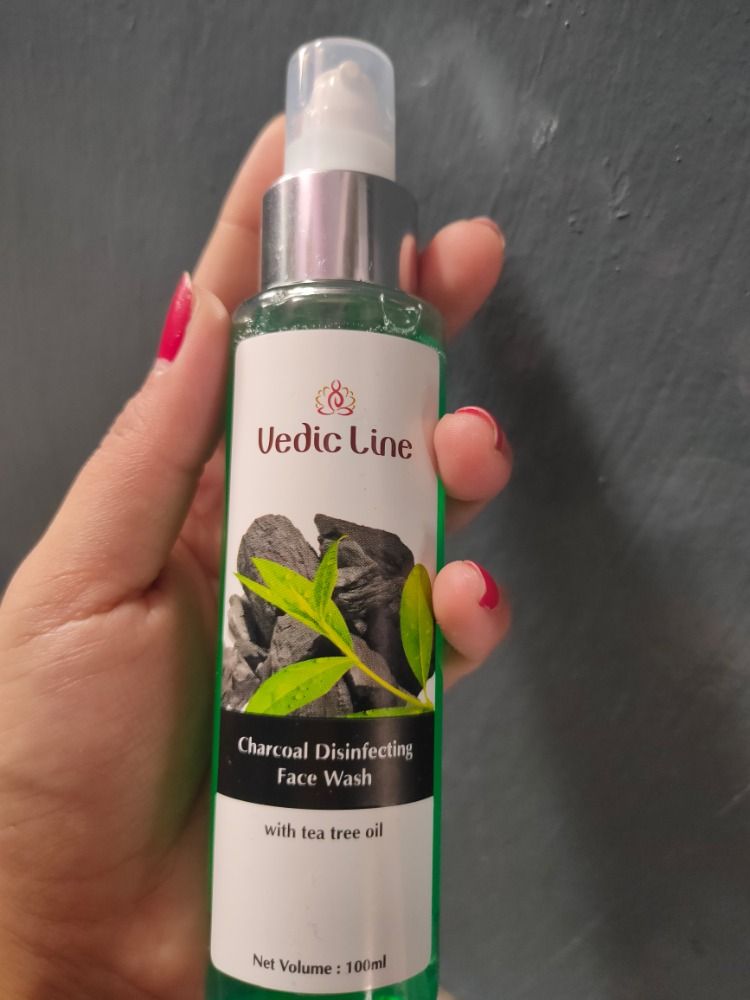 Vedic Line
Charcoal Disinfecting
Face Wash
with tea tree oil
Net Volume : 100ml